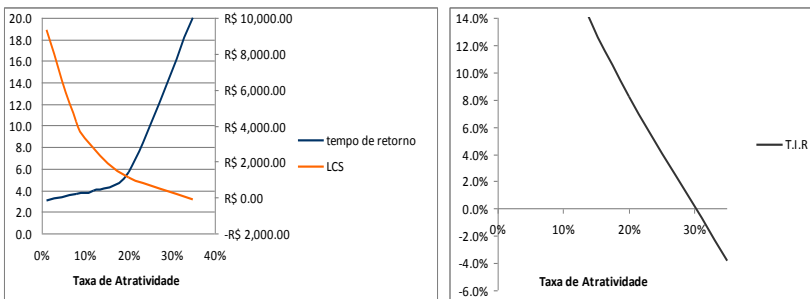 20.0
18.0
16.0
14.0
12.0
10.0
8.0
6.0
4.0
2.0
0.0
R$ 10,000.00
R$ 8,000.00
R$ 6,000.00
R$ 4,000.00
R$ 2,000.00
R$ 0.00
-R$ 2,000.00
0% 10% 20% 30% 40%
Taxa de Atratividade
tempo de retorno
LCS
14.0%
12.0%
10.0%
8.0%
6.0%
4.0%
2.0%
0.0%
-2.0%
-4.0%
-6.0%
0% 10% 20% 30%
Taxa de Atratividade
T.I.R